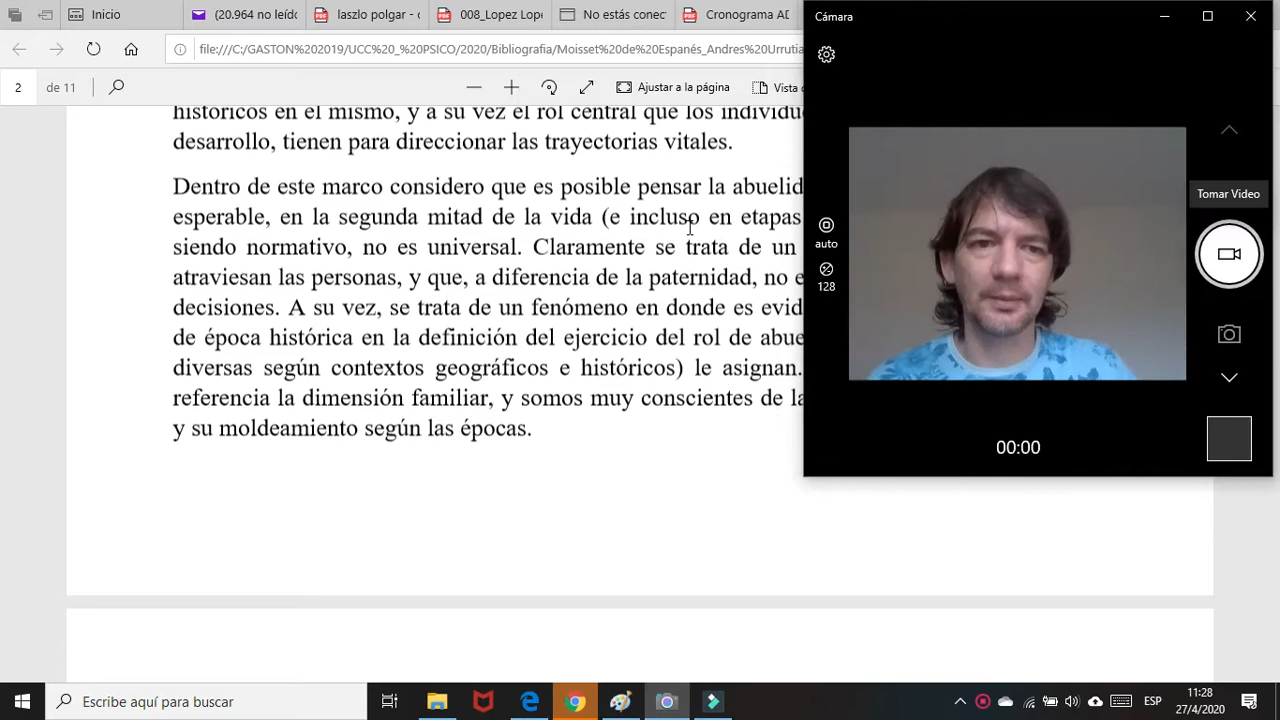 Inicio
(20.964 no leído
laszlo polgar - c
008_Lopez Lope
No estás conec
Cronograma AD
Cámara
file:///C:/GASTON%202019/UCC%20_%20PSICO/2020/Bibliografia/Moisset%20de%20Espanés_Andres%20Urrutia
2 de 11
Ajustar a la página
Vista de
históricos en el mismo, y a su vez el rol central que los individuo
desarrollo, tienen para direccionar las trayectorias vitales.
Dentro de este marco considero que es posible pensar la abuelid
esperable, en la segunda mitad de la vida (e incluso en etapas
siendo normativo, no es universal. Claramente se trata de un
atraviesan las personas, y que, a diferencia de la paternidad, no e
decisiones. A su vez, se trata de un fenómeno en donde es evid
de época histórica en la definición del ejercicio del rol de abue
diversas según contextos geográficos e históricos) le asignan.
referencia la dimensión familiar, y somos muy conscientes de la
y su moldeamiento según las épocas.
auto
128
Tomar Video
00:00
Escribe aquí para buscar
ESP
11:28
27/4/2020